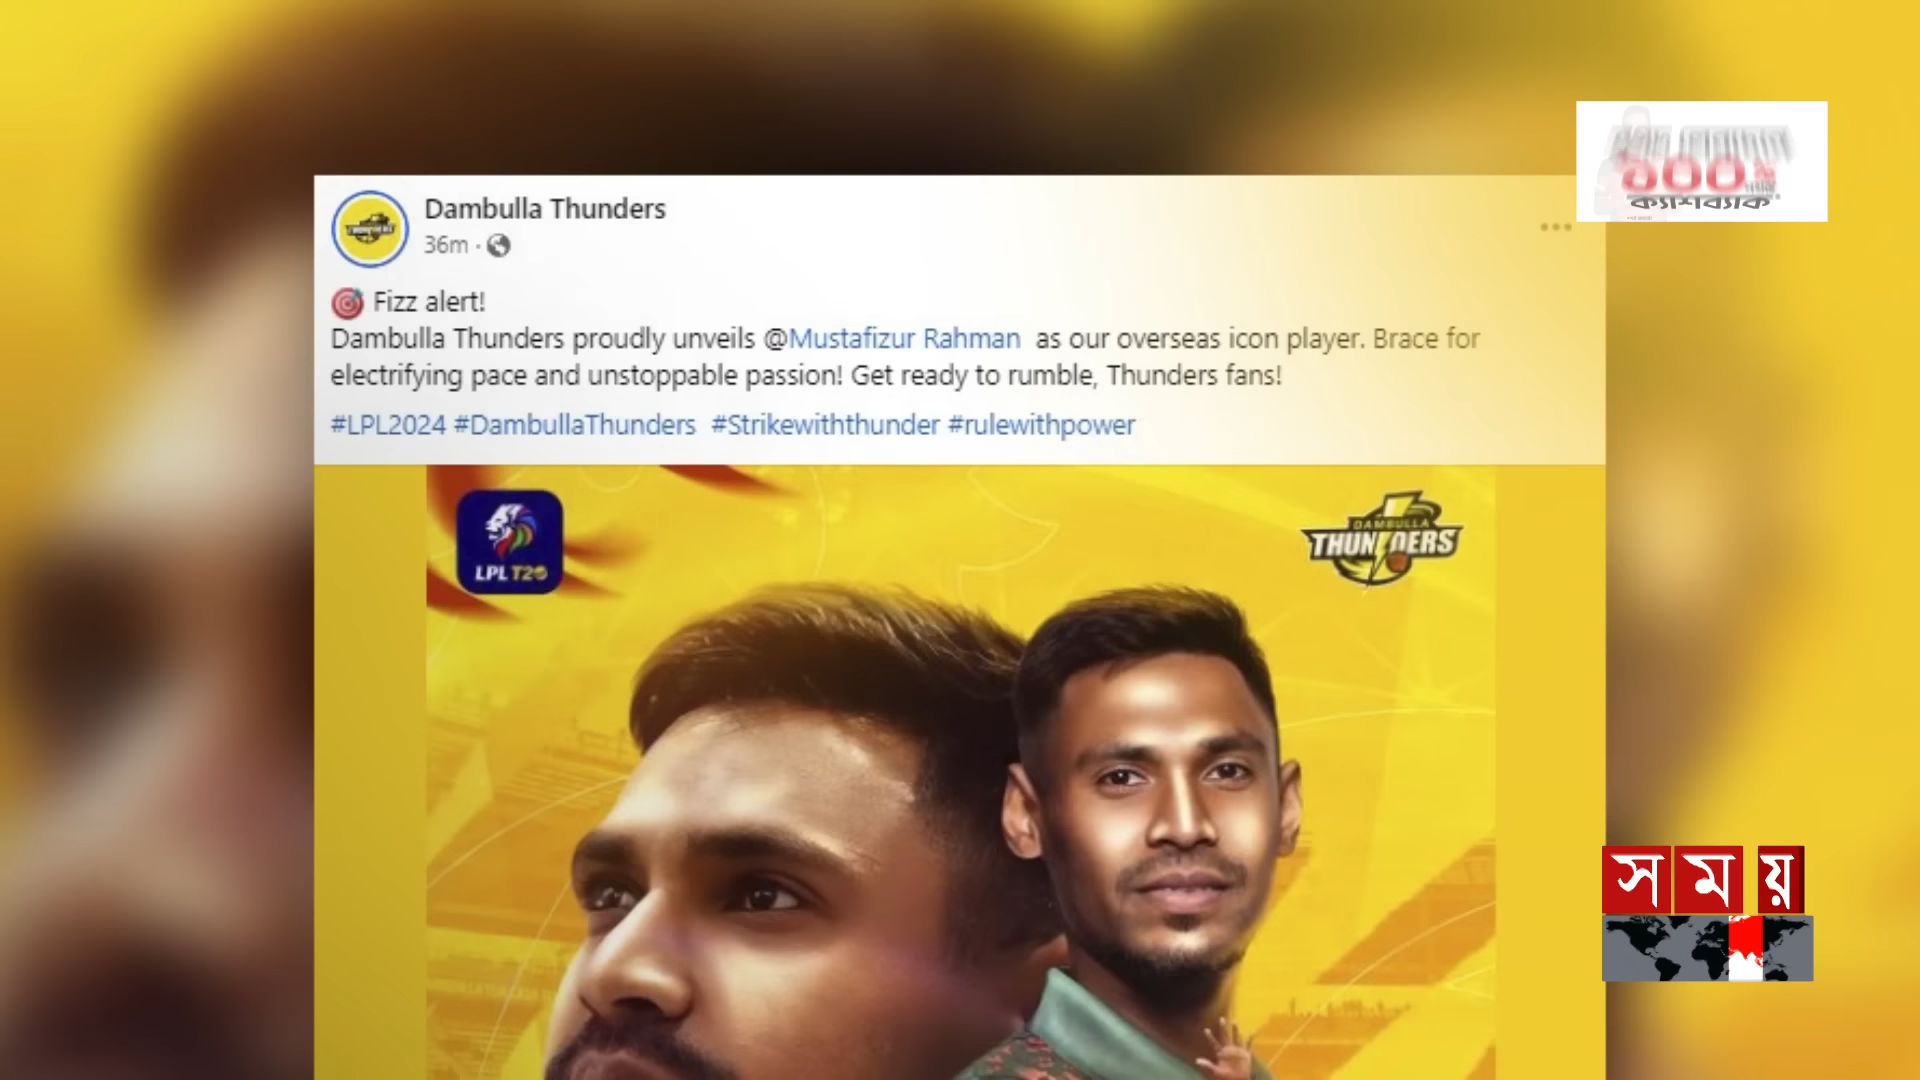 Dambulla Thunders
36m ·
Fizz alert!
Dambulla Thunders proudly unveils @Mustafizur Rahman as our overseas icon player. Brace for
electrifying pace and unstoppable passion! Get ready to rumble, Thunders fans!
#LPL2024 #DambullaThunders #Strikewiththunder #rulewithpower
LPL T20
DAMBULLA
THUNDERS
১০০%
ক্যাশব্যাক
সময়